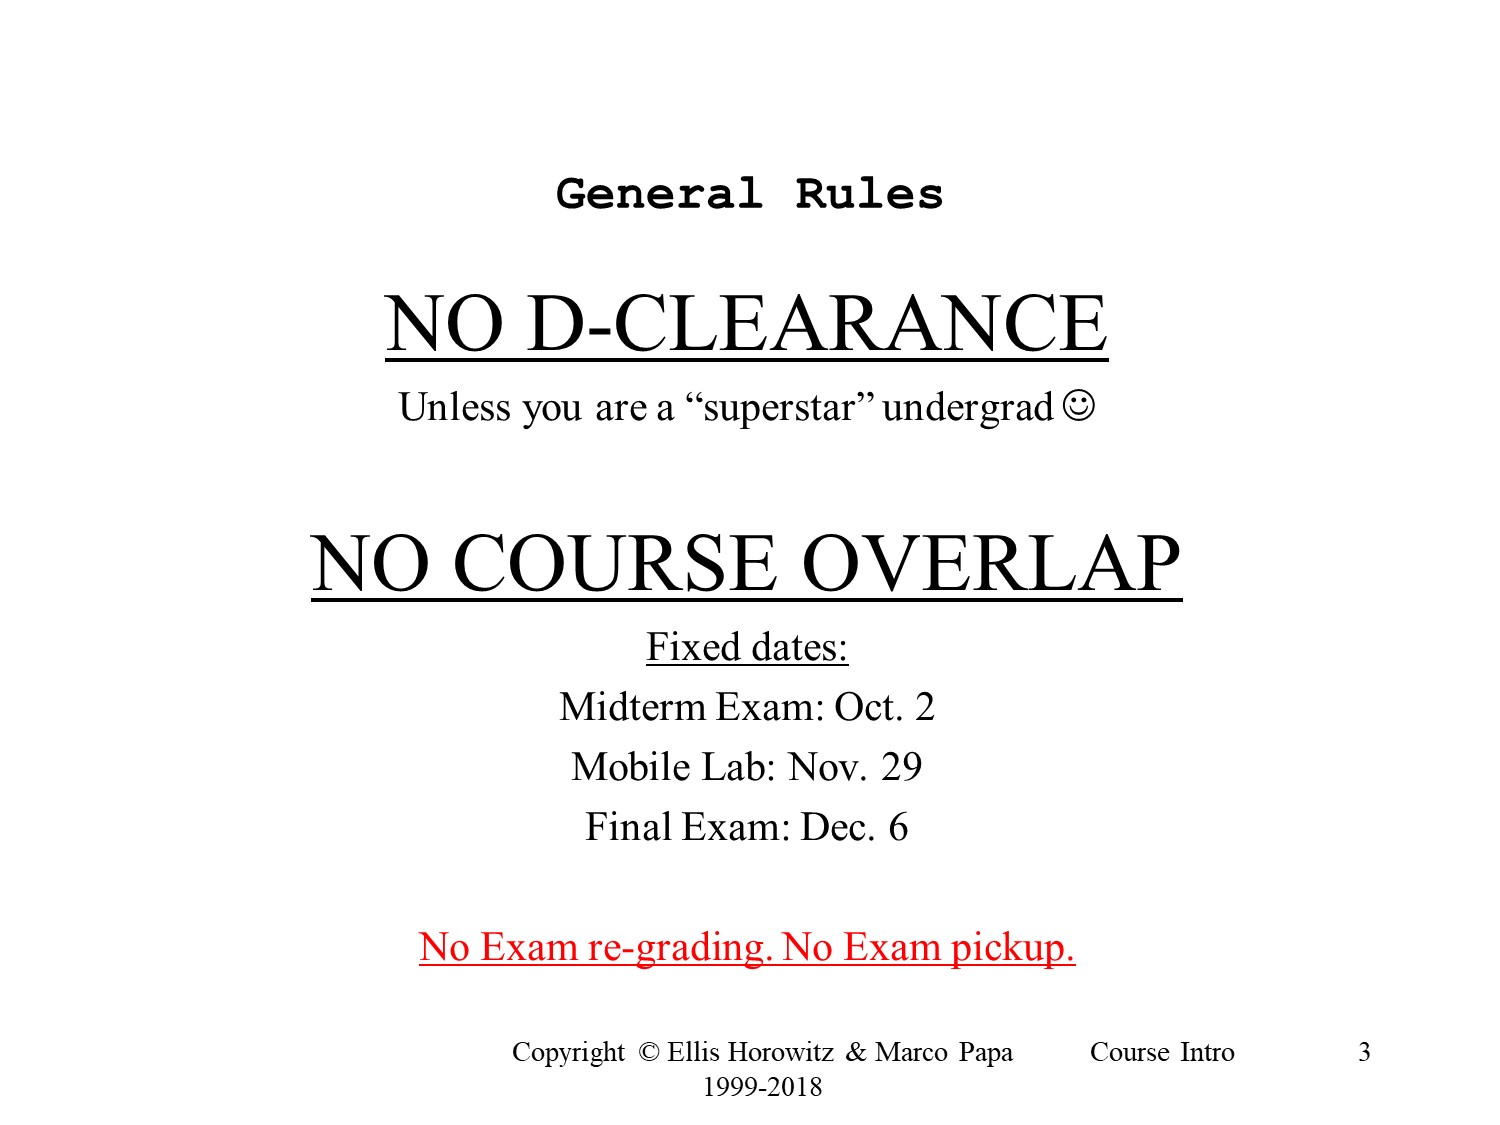 General Rules
NO D-CLEARANCE
Unless you are a “superstar” undergrad ☺
NO COURSE OVERLAP
Fixed dates:
Midterm Exam: Oct. 2
Mobile Lab: Nov. 29
Final Exam: Dec. 6
No Exam re-grading. No Exam pickup.
Copyright © Ellis Horowitz & Marco Papa
1999-2018
Course Intro
3